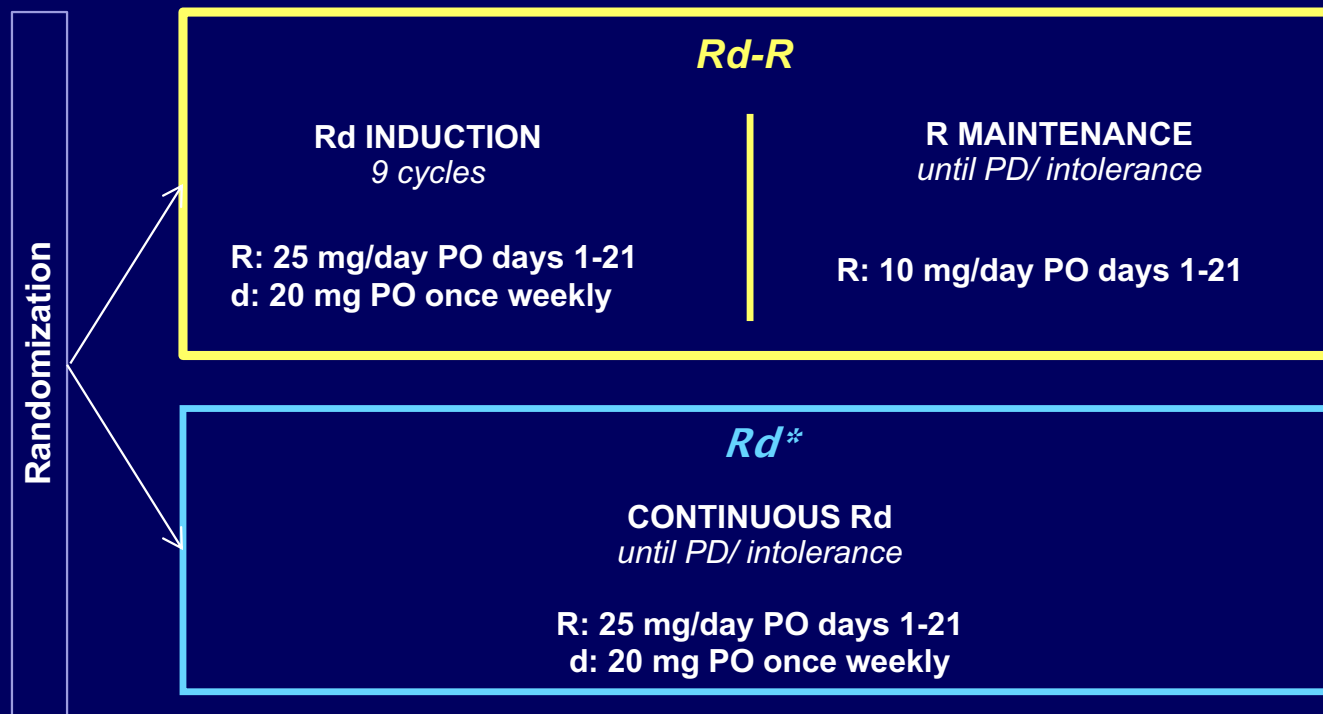 Randomization
Rd-R
Rd INDUCTION
9 cycles
R: 25 mg/day PO days 1-21
d: 20 mg PO once weekly
R MAINTENANCE
until PD/ intolerance
R: 10 mg/day PO days 1-21
Rd*
CONTINUOUS Rd
until PD/ intolerance
R: 25 mg/day PO days 1-21
d: 20 mg PO once weekly